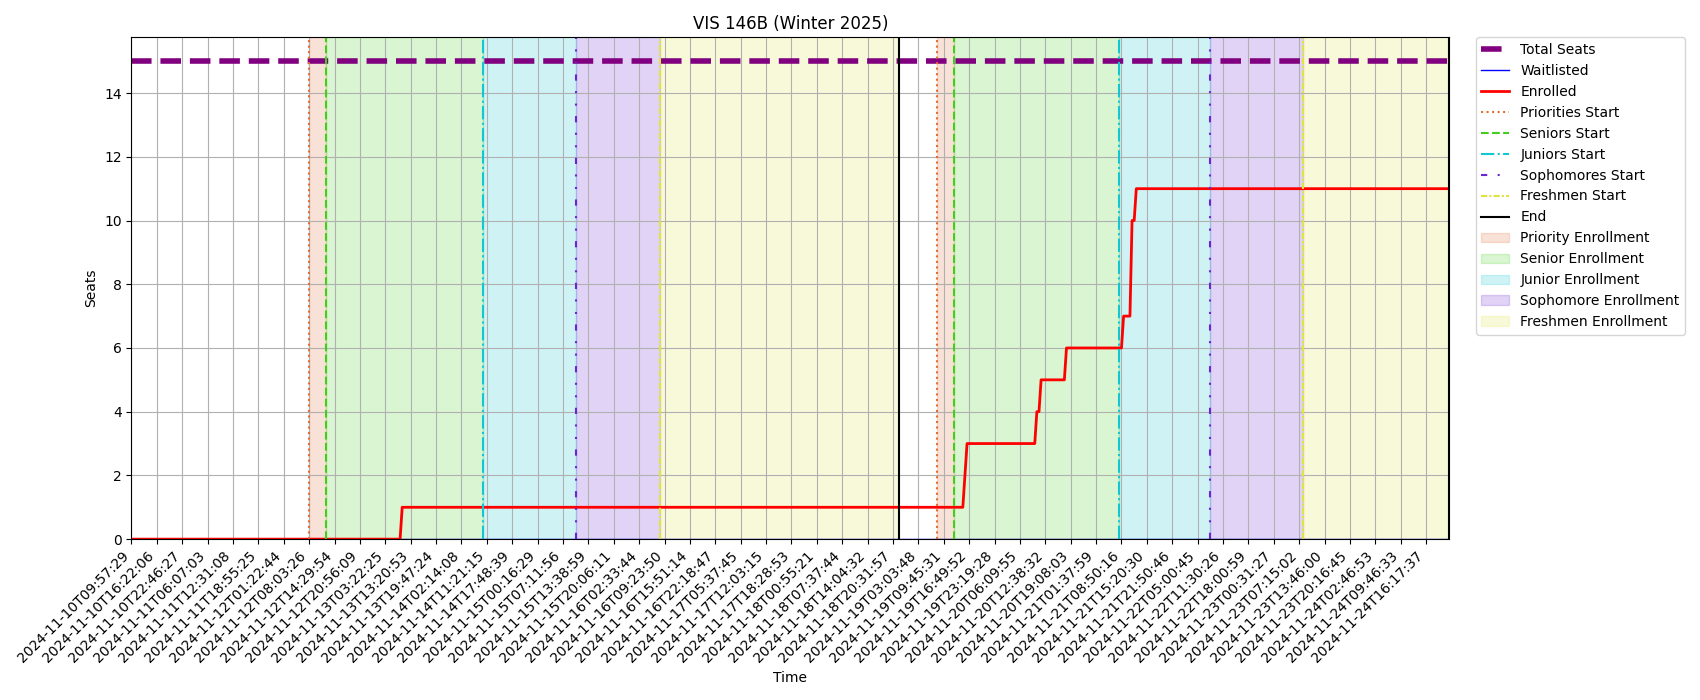 VIS 146B (Winter 2025)
Seats
14
12
10
8
6
4
2
0
2024-11-10T09:57:29
2024-11-10T16:22:06
2024-11-10T22:46:27
2024-11-11T06:07:03
2024-11-11T12:31:08
2024-11-11T18:55:25
2024-11-12T01:22:44
2024-11-12T08:03:26
2024-11-12T14:29:54
2024-11-12T20:56:09
2024-11-13T03:22:25
2024-11-13T13:20:53
2024-11-13T19:47:24
2024-11-14T02:14:08
2024-11-14T11:21:15
2024-11-14T17:48:39
2024-11-15T00:16:29
2024-11-15T07:11:56
2024-11-15T13:38:59
2024-11-15T20:06:11
2024-11-16T02:33:44
2024-11-16T09:23:50
2024-11-16T15:51:14
2024-11-16T22:18:47
2024-11-17T05:37:45
2024-11-17T12:03:15
2024-11-17T18:28:53
2024-11-18T00:55:21
2024-11-18T07:37:44
2024-11-18T14:04:32
2024-11-18T20:31:57
2024-11-19T03:03:48
2024-11-19T09:45:31
2024-11-19T16:49:52
2024-11-19T23:19:28
2024-11-20T06:09:55
2024-11-20T12:38:32
2024-11-20T19:08:03
2024-11-21T01:37:59
2024-11-21T08:50:16
2024-11-21T15:20:30
2024-11-21T21:50:46
2024-11-22T05:00:45
2024-11-22T11:30:26
2024-11-22T18:00:59
2024-11-23T00:31:27
2024-11-23T07:15:02
2024-11-23T13:46:00
2024-11-23T20:16:45
2024-11-24T02:46:53
2024-11-24T09:46:33
2024-11-24T16:17:37
Time
Total Seats
Waitlisted
Enrolled
Priorities Start
Seniors Start
Juniors Start
Sophomores Start
Freshmen Start
End
Priority Enrollment
Senior Enrollment
Junior Enrollment
Sophomore Enrollment
Freshmen Enrollment